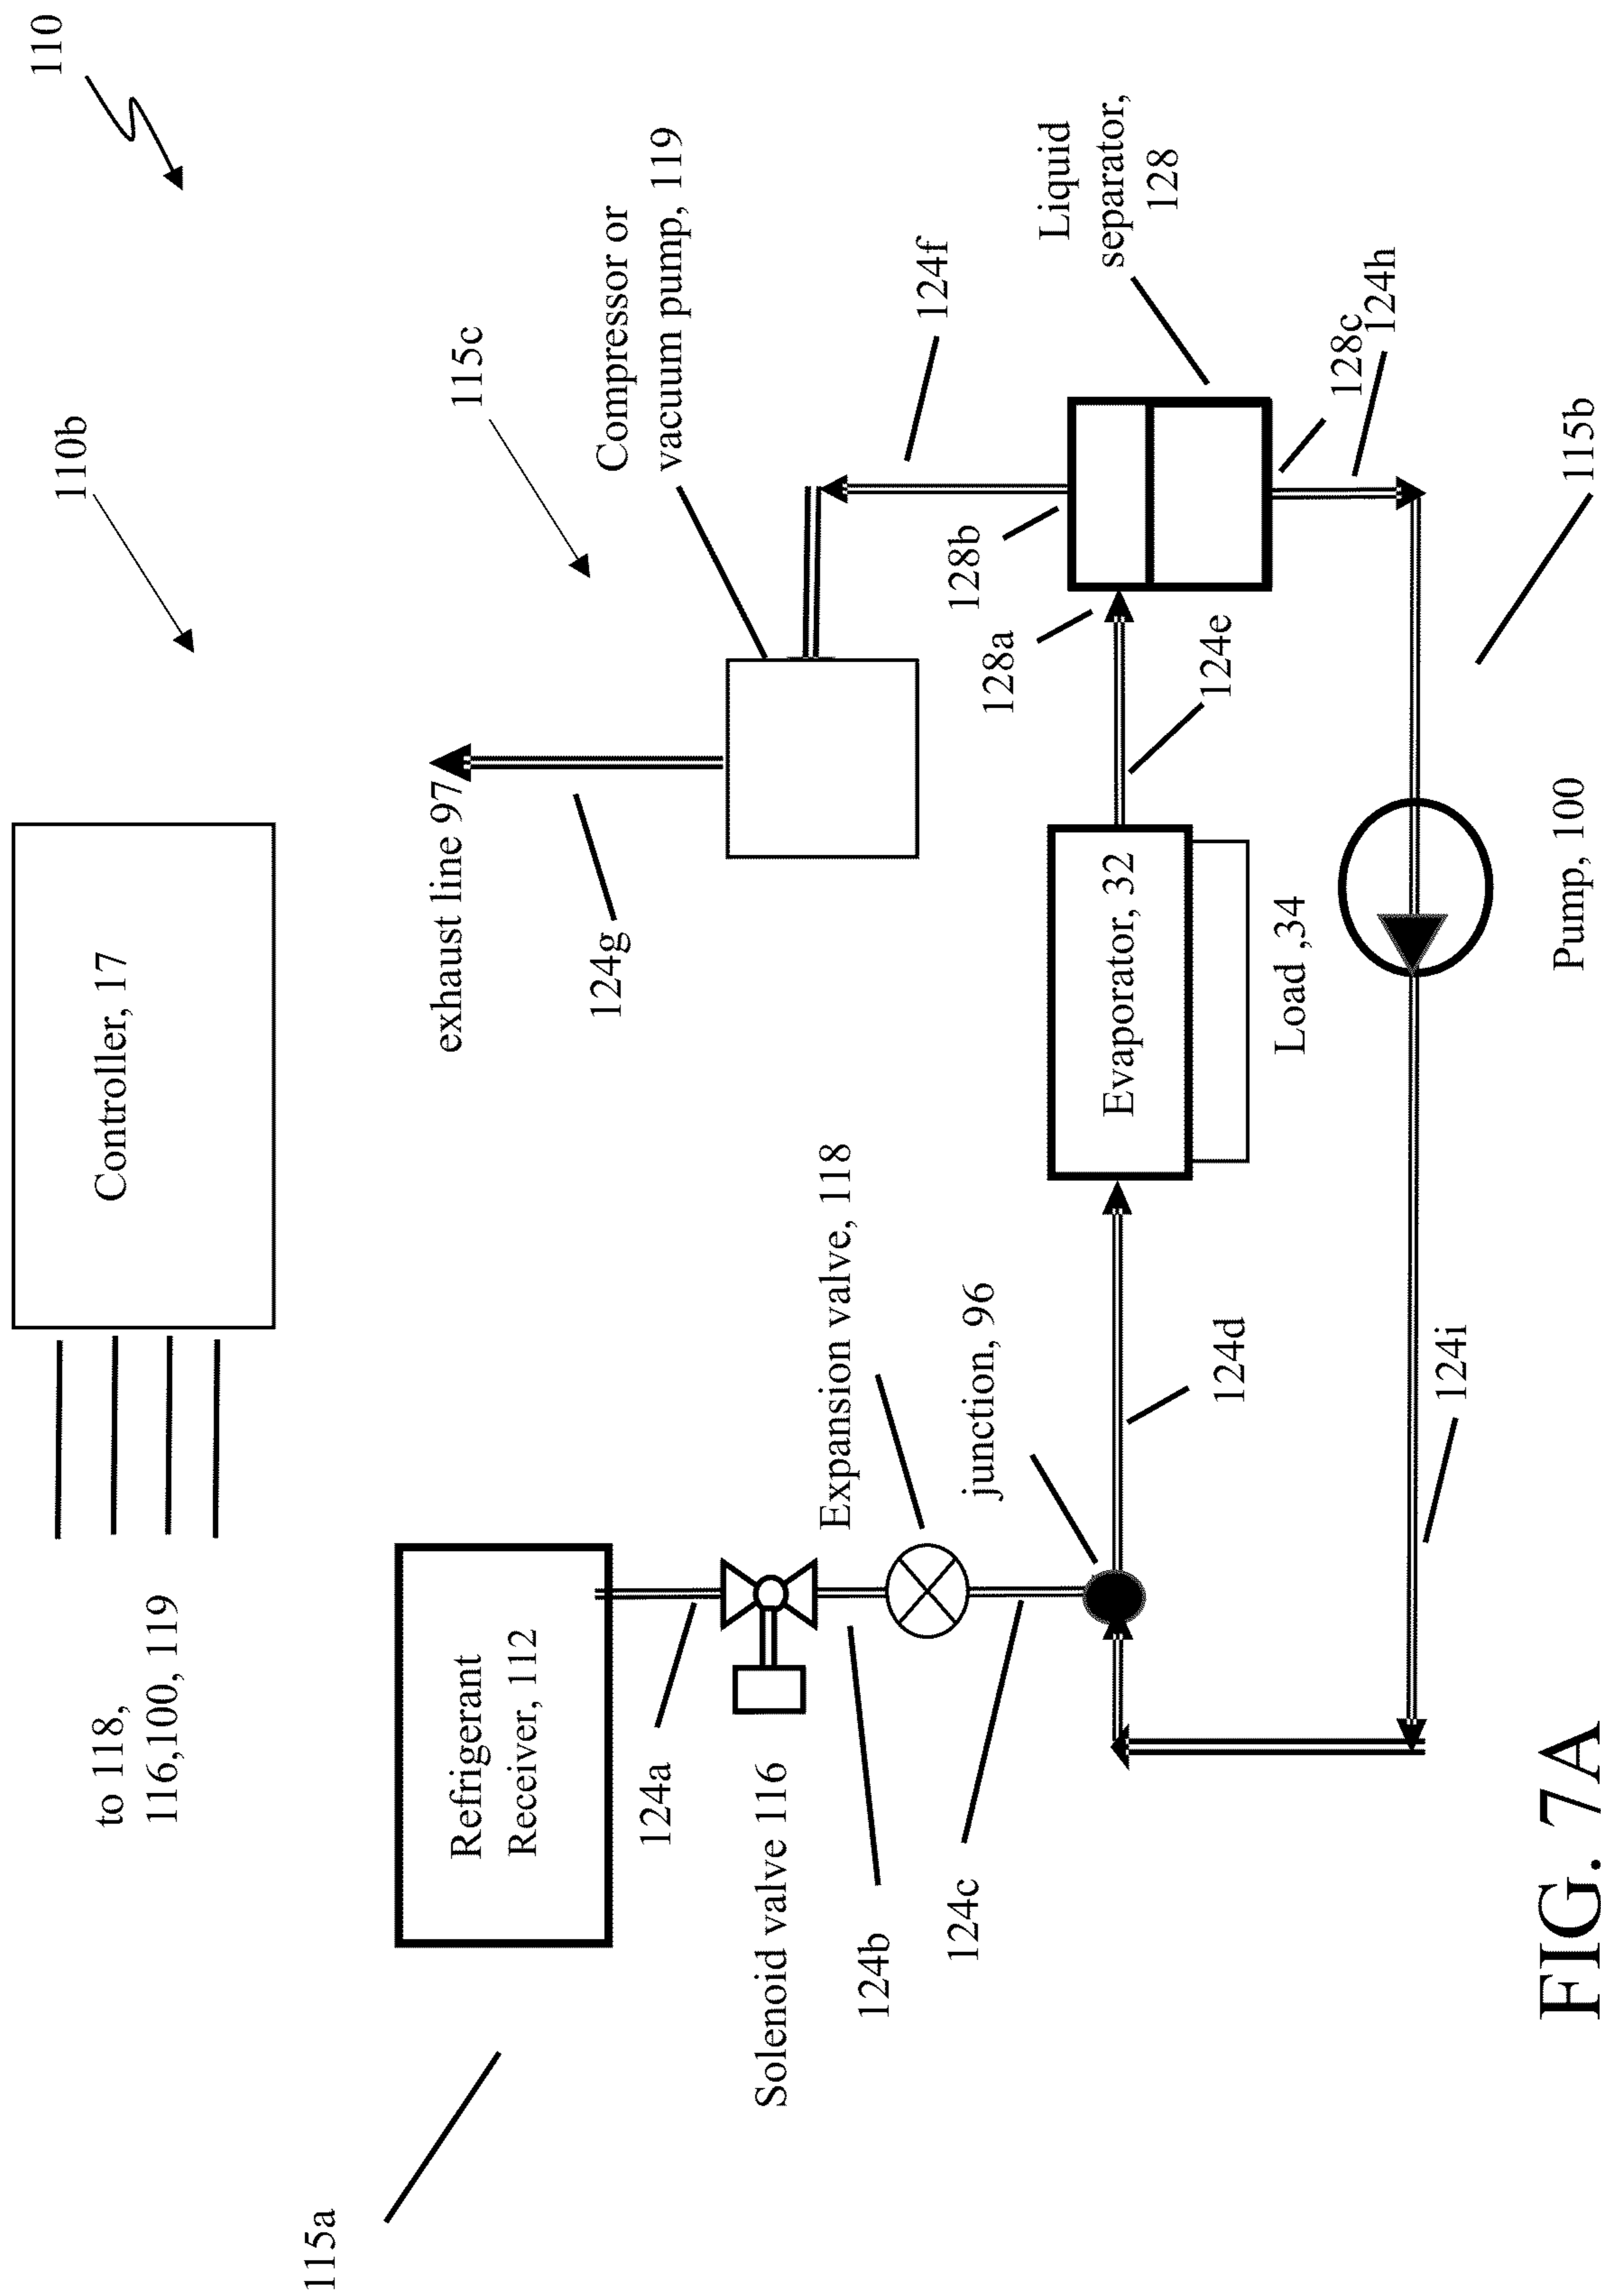 110
110b
Controller, 17
to 118,
116,100, 119
115c
Compressor or
vacuum pump, 119
exhaust line 97
124g
124f
Liquid
separator,
128
128b
128a
128c
124h
124e
115b
Evaporator, 32
Load ,34
Pump, 100
115a
Refrigerant
Receiver, 112
124a
Solenoid valve 116
Expansion valve, 118
124b
124c
junction, 96
124d
124i
FIG. 7A